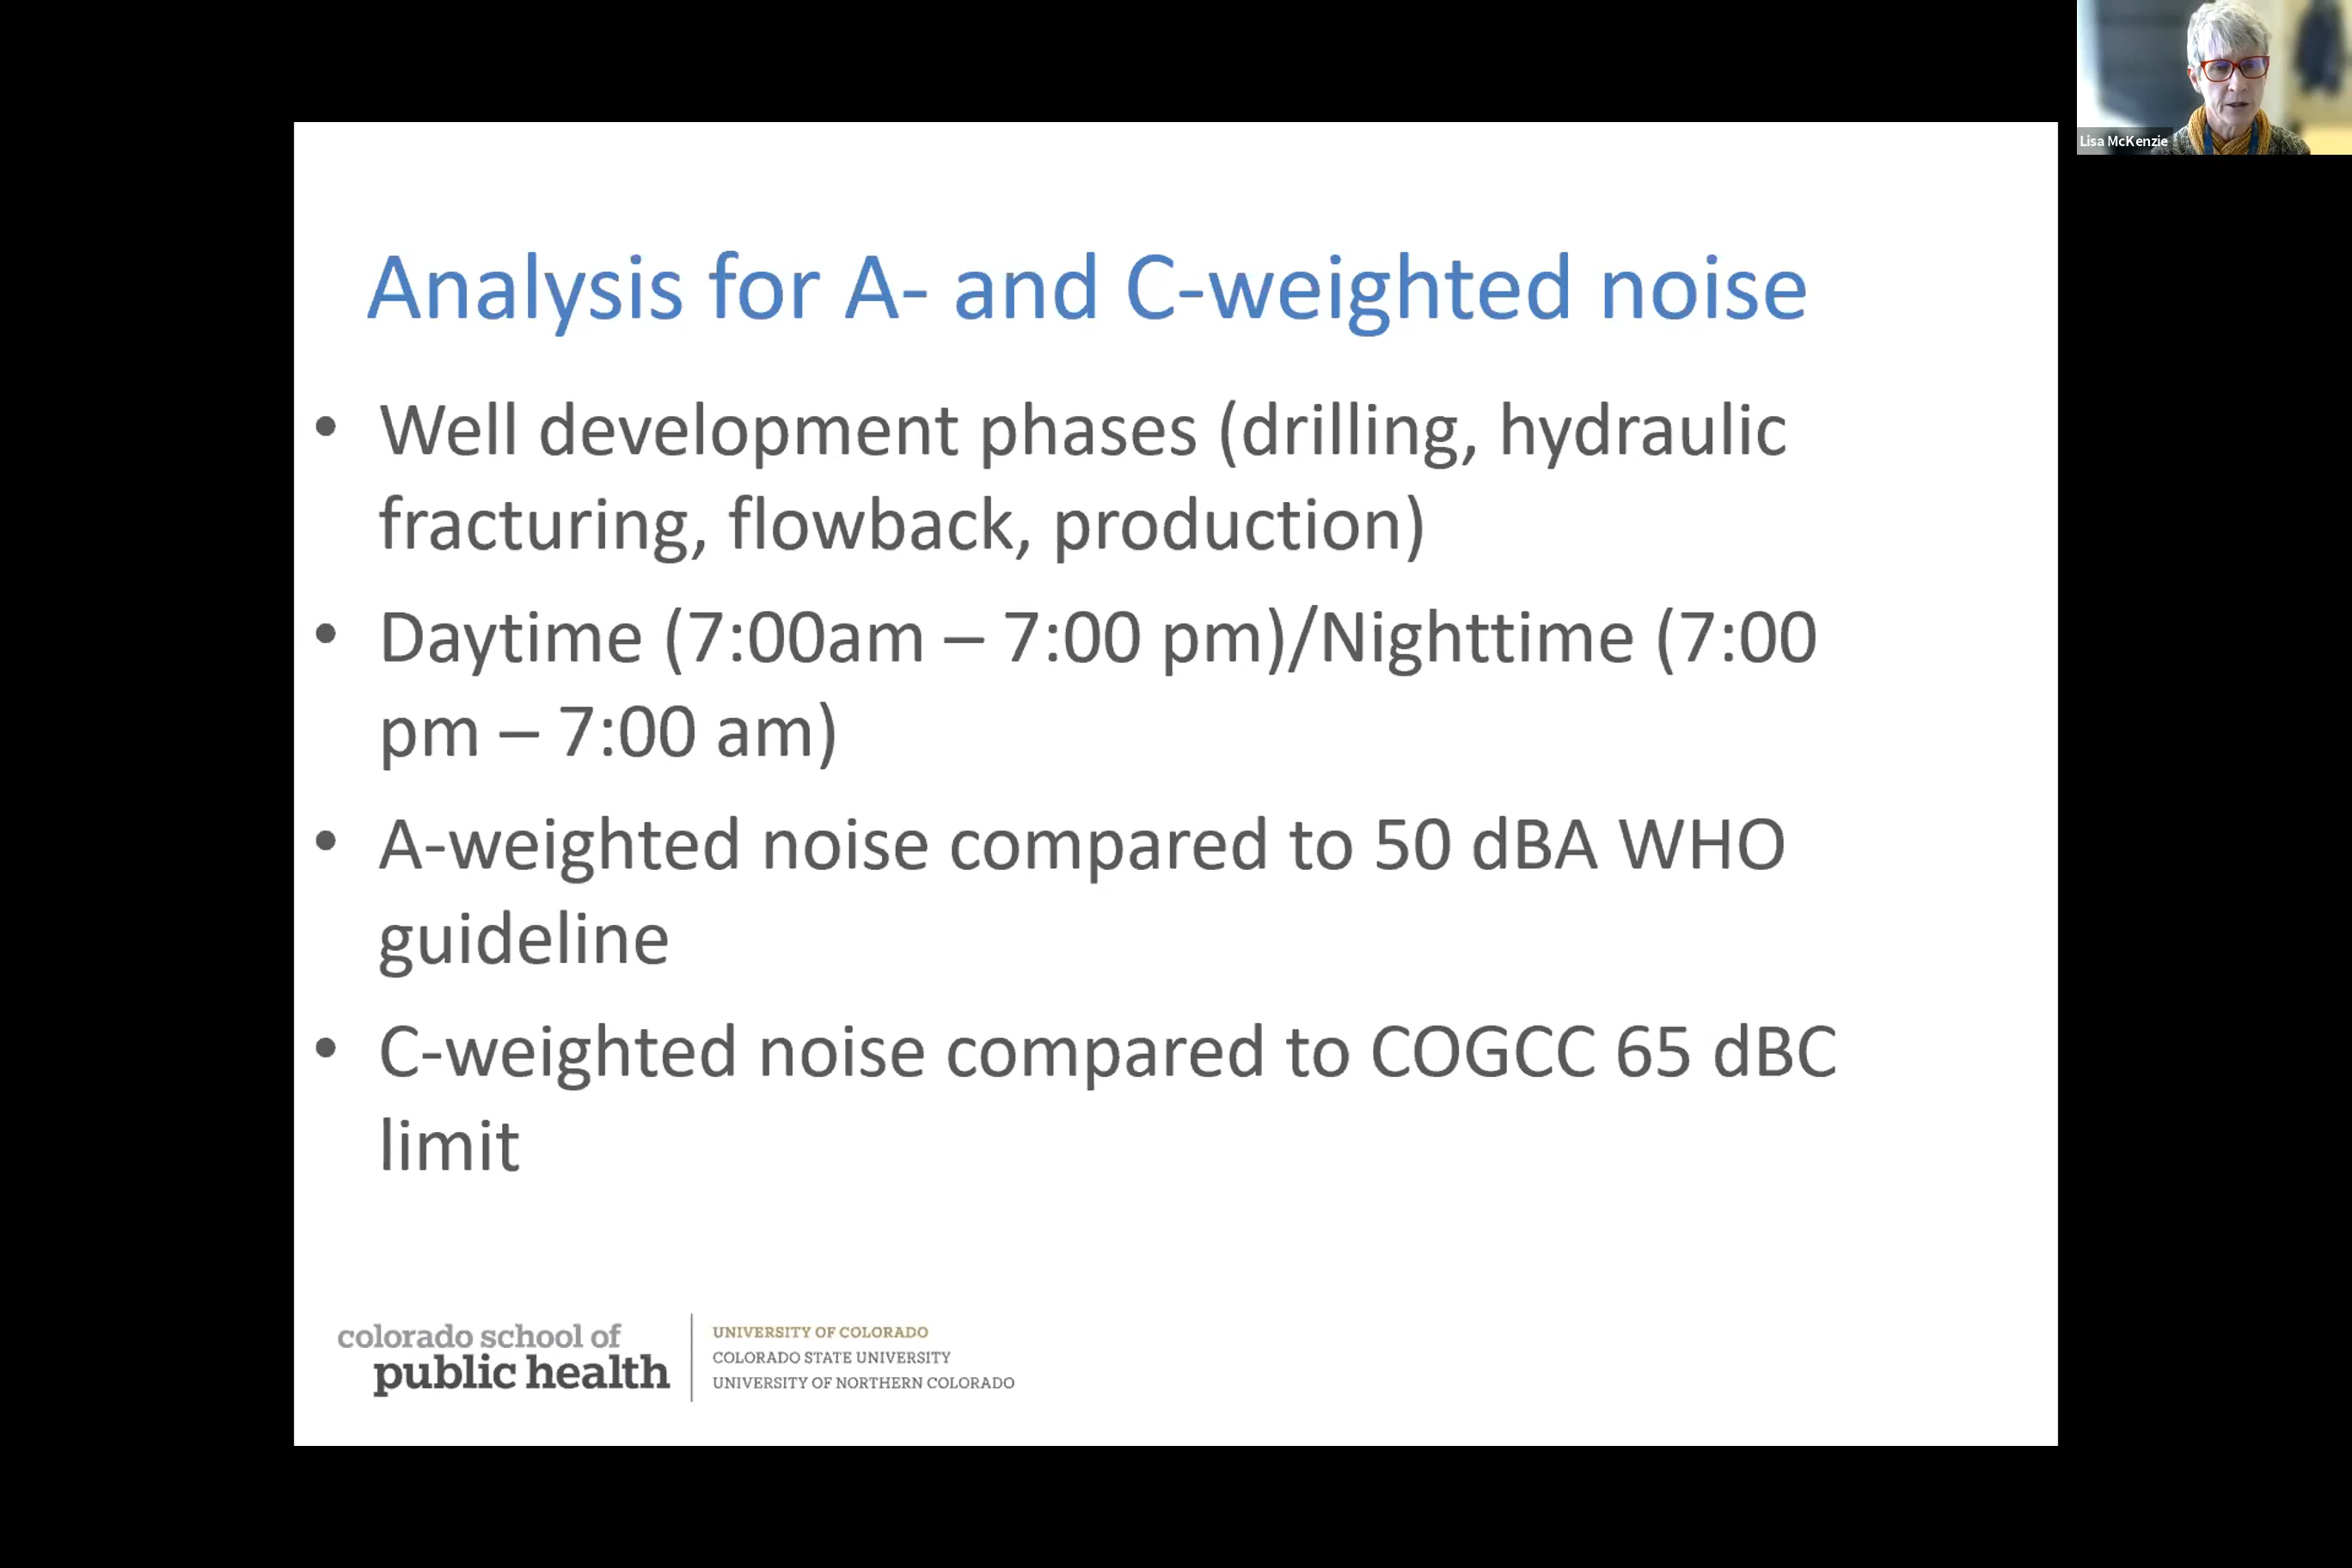 Lisa McKenzie
Analysis for A- and C-weighted noise
• Well development phases (drilling, hydraulic
fracturing, flowback, production)
• Daytime (7:00am – 7:00 pm)/Nighttime (7:00
pm – 7:00 am)
• A-weighted noise compared to 50 dBA WHO
guideline
• C-weighted noise compared to COGCC 65 dBC
limit
colorado school of
public health
UNIVERSITY OF COLORADO
COLORADO STATE UNIVERSITY
UNIVERSITY OF NORTHERN COLORADO